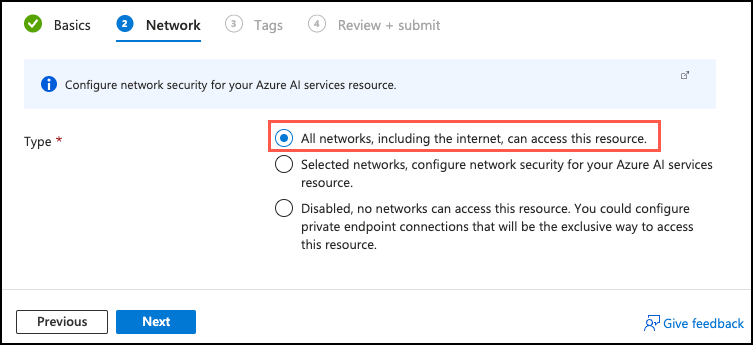 Basics 2 Network 3 Tags 4 Review + submit
Configure network security for your Azure AI services resource.
Type *
All networks, including the internet, can access this resource.
Selected networks, configure network security for your Azure AI services
resource.
Disabled, no networks can access this resource. You could configure
private endpoint connections that will be the exclusive way to access
this resource.
Previous Next Give feedback